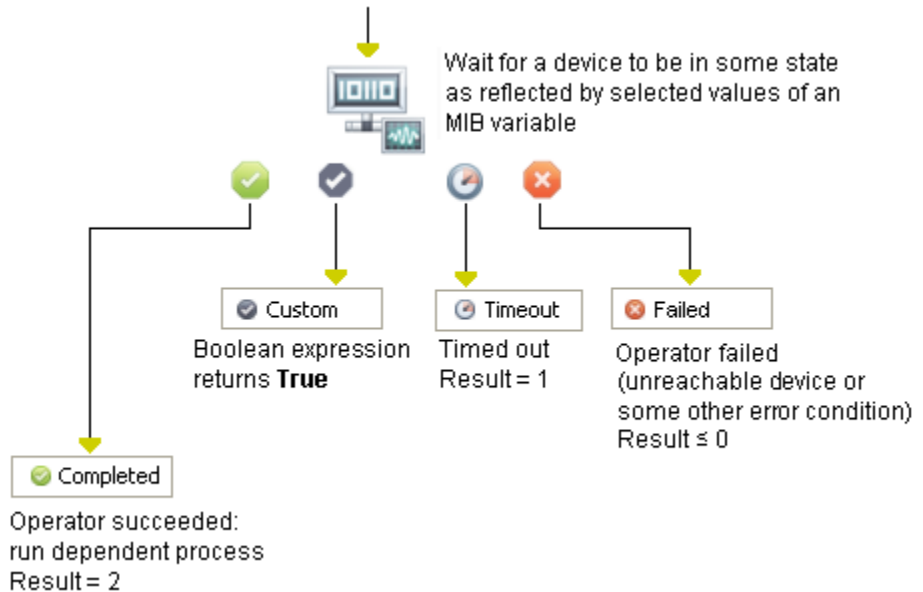 10110
Wait for a device to be in some state
as reflected by selected values of an
MIB variable
Custom
Boolean expression
returns True
Timeout
Timed out
Result = 1
Failed
Operator failed
(unreachable device or
some other error condition)
Result ≤ 0
Completed
Operator succeeded:
run dependent process
Result = 2